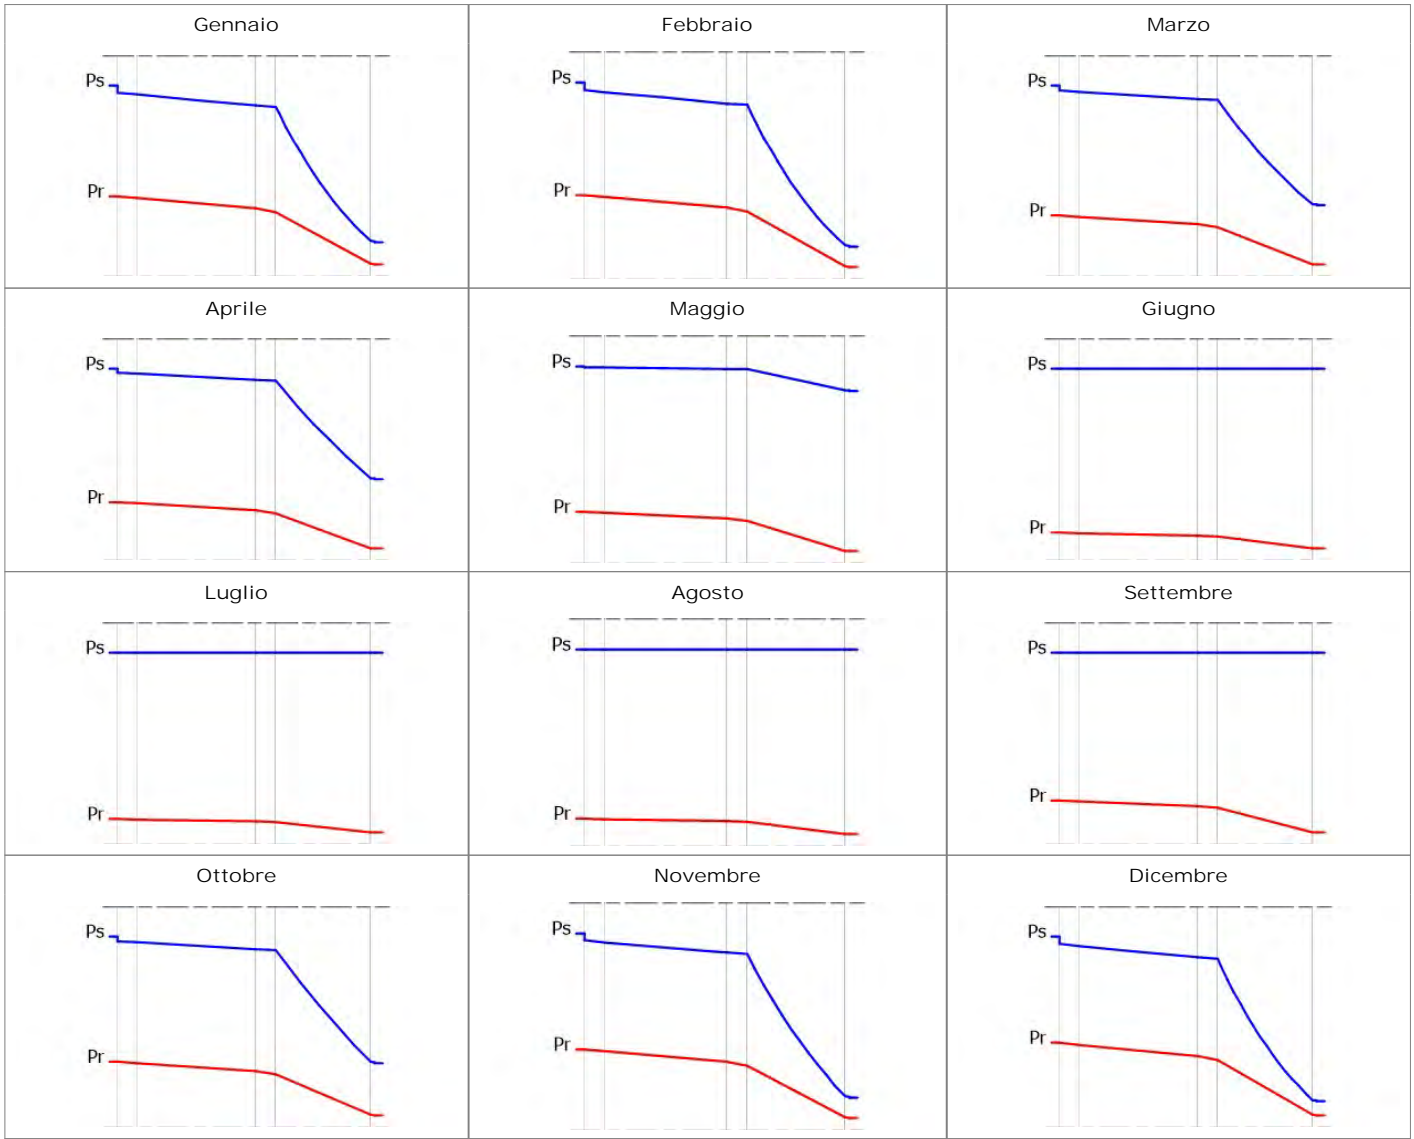 Gennaio
Ps
Pr
Febbraio
Ps
Pr
Marzo
Ps
Pr
Aprile
Ps
Pr
Maggio
Ps
Pr
Giugno
Ps
Pr
Luglio
Ps
Pr
Agosto
Ps
Pr
Settembre
Ps
Pr
Ottobre
Ps
Pr
Novembre
Ps
Pr
Dicembre
Ps
Pr